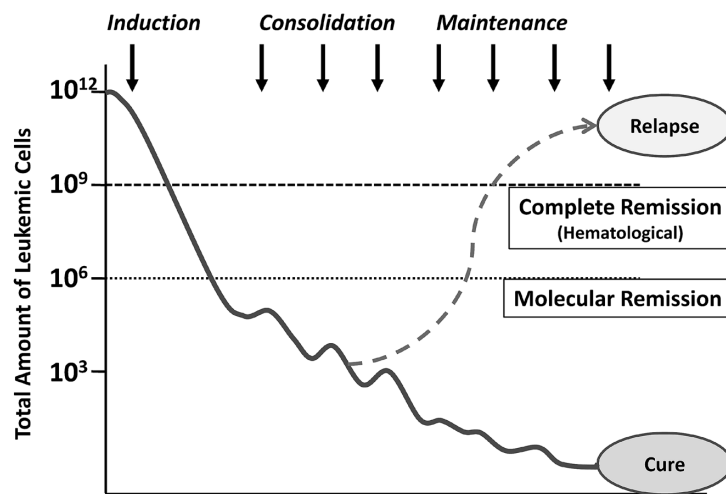 Induction Consolidation Maintenance
Total Amount of Leukemic Cells
10¹²
Relapse
10⁹
Complete Remission
(Hematological)
10⁶
Molecular Remission
10³
Cure